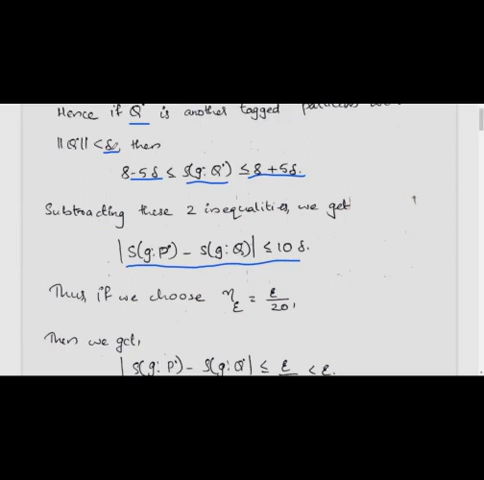 Hence if Q̇ is another tagged
||Q̇|| < δ, then
8-5δ ≤ S(g: Q̇) ≤ 8+5δ.
Subtracting these 2 inequalities, we get
|S(g: Ṗ) - S(g: Q̇)| ≤ 10 δ.
Thus if we choose η_ε = ε/20,
Then we get,
|S(g: Ṗ) - S(g: Q̇)| ≤ ε < ε.